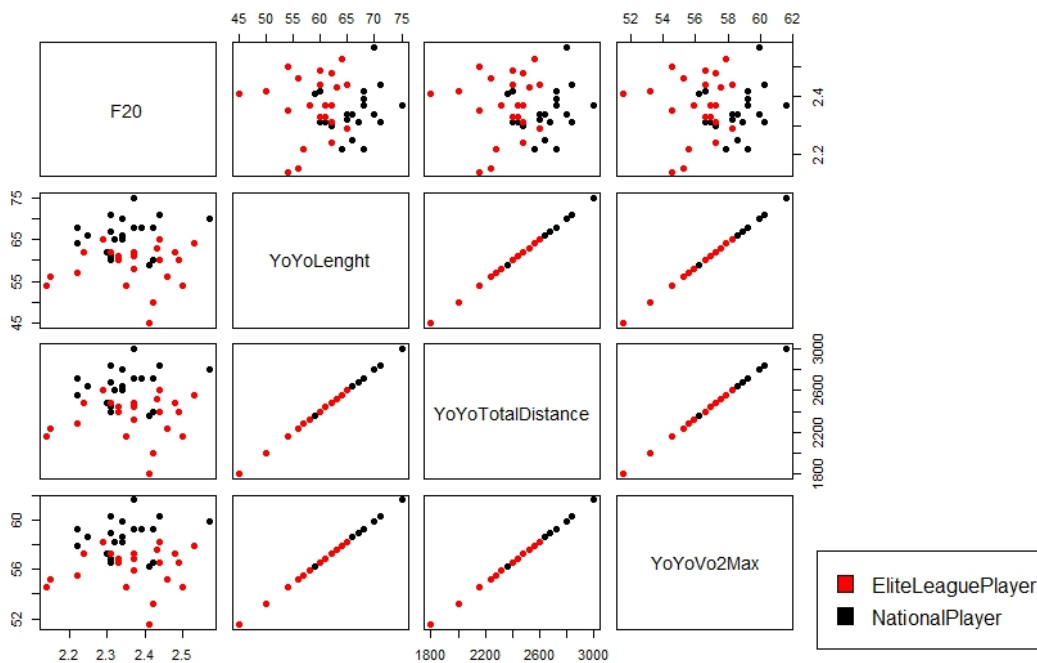 45 50 55 60 65 70 75
52 54 56 58 60 62
F20
2.2 2.4
45 55 65 75
YoYoLenght
YoYoTotalDistance
1800 2200 2600 3000
52 56 60
YoYoVo2Max
2.2 2.3 2.4 2.5
1800 2200 2600 3000
EliteLeaguePlayer
NationalPlayer